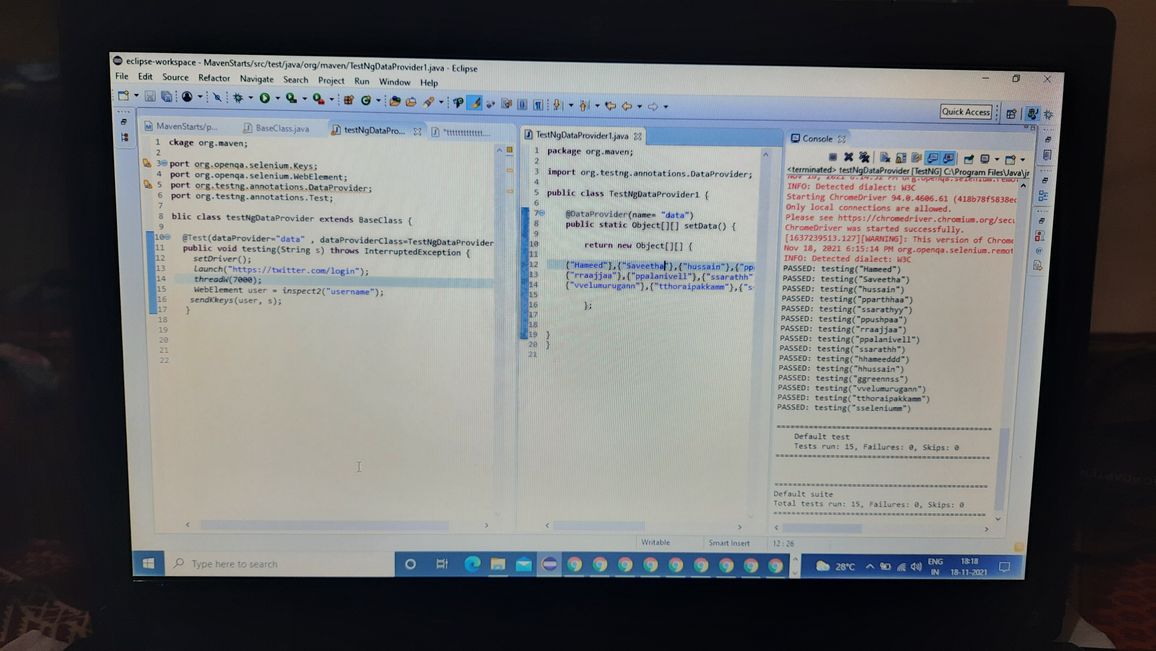 eclipse-workspace - MavenStarts/src/test/java/org/maven/TestNgDataProvider1.java - Eclipse
File Edit Source Refactor Navigate Search Project Run Window Help
Quick Access
MavenStarts/p... BaseClass.java testNgDataPro...
1 ckage org.maven;
2
3 port org.openqa.selenium.Keys;
4 port org.openqa.selenium.WebElement;
5 port org.testng.annotations.DataProvider;
6 port org.testng.annotations.Test;
7
8 blic class testNgDataProvider extends BaseClass {
9
10 @Test(dataProvider="data" , dataProviderClass=TestNgDataProvider
11 public void testing(String s) throws InterruptedException {
12 setDriver();
13 Launch("https://twitter.com/login");
14 threadW(7000);
15 WebElement user = inspect2("username");
16 sendKkeys(user, s);
17 }
18
19
20
21
22
TestNgDataProvider1.java
1 package org.maven;
2
3 import org.testng.annotations.DataProvider;
4
5 public class TestNgDataProvider1 {
6
7 @DataProvider(name= "data")
8 public static Object[][] setData() {
9
10 return new Object[][] {
11
12 {"Hameed"},{"Saveetha"},{"hussain"},{"pp
13 {"rraajjaa"},{"ppalanivell"},{"ssarathh"
14 {"vvelumurugann"},{"tthoraipakkamm"},{"s
15
16 };
17
18
19 }
20 }
21
Console
<terminated> testNgDataProvider [TestNG] C:\Program Files\Java\jr
Nov 18, 2021 6:14:52 PM org.openqa.selenium.remot
INFO: Detected dialect: W3C
Starting ChromeDriver 94.0.4606.61 (418b78f5838ed
Only local connections are allowed.
Please see https://chromedriver.chromium.org/secu
ChromeDriver was started successfully.
[1637239513.127][WARNING]: This version of Chrome
Nov 18, 2021 6:15:14 PM org.openqa.selenium.remot
INFO: Detected dialect: W3C
PASSED: testing("Hameed")
PASSED: testing("Saveetha")
PASSED: testing("hussain")
PASSED: testing("pparthhaa")
PASSED: testing("ssarathyy")
PASSED: testing("ppushpaa")
PASSED: testing("rraajjaa")
PASSED: testing("ppalanivell")
PASSED: testing("ssarathh")
PASSED: testing("hhameeddd")
PASSED: testing("hhussain")
PASSED: testing("ggreennss")
PASSED: testing("vvelumurugann")
PASSED: testing("tthoraipakkamm")
PASSED: testing("sseleniumm")
===============================================
Default test
Tests run: 15, Failures: 0, Skips: 0
===============================================
===============================================
Default suite
Total tests run: 15, Failures: 0, Skips: 0
===============================================
Writable Smart Insert 12 : 26
Type here to search
28°C
ENG
IN
18:18
18-11-2021